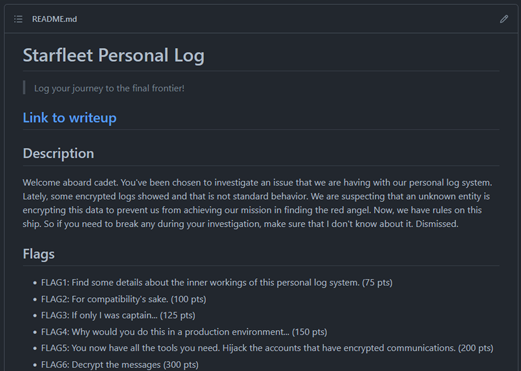 README.md
Starfleet Personal Log
Log your journey to the final frontier!
Link to writeup
Description
Welcome aboard cadet. You've been chosen to investigate an issue that we are having with our personal log system.
Lately, some encrypted logs showed and that is not standard behavior. We are suspecting that an unknown entity is
encrypting this data to prevent us from achieving our mission in finding the red angel. Now, we have rules on this
ship. So if you need to break any during your investigation, make sure that I don't know about it. Dismissed.
Flags
• FLAG1: Find some details about the inner workings of this personal log system. (75 pts)
• FLAG2: For compatibility's sake. (100 pts)
• FLAG3: If only I was captain... (125 pts)
• FLAG4: Why would you do this in a production environment... (150 pts)
• FLAG5: You now have all the tools you need. Hijack the accounts that have encrypted communications. (200 pts)
• FLAG6: Decrypt the messages (300 pts)